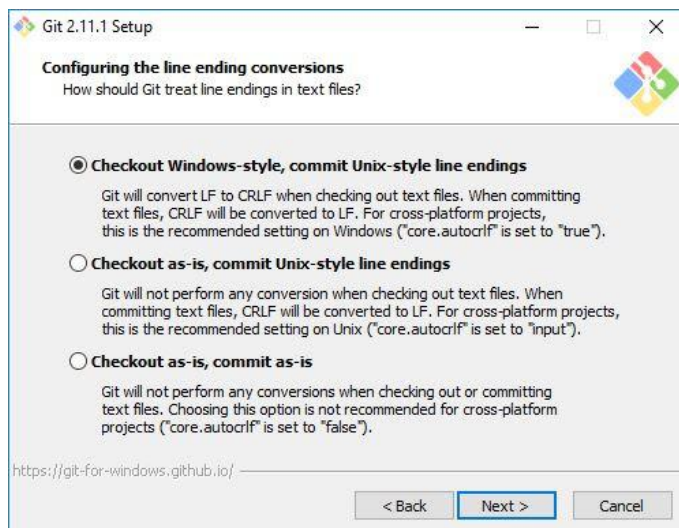 Git 2.11.1 Setup
Configuring the line ending conversions
How should Git treat line endings in text files?
Checkout Windows-style, commit Unix-style line endings
Git will convert LF to CRLF when checking out text files. When committing
text files, CRLF will be converted to LF. For cross-platform projects,
this is the recommended setting on Windows ("core.autocrlf" is set to "true").
Checkout as-is, commit Unix-style line endings
Git will not perform any conversion when checking out text files. When
committing text files, CRLF will be converted to LF. For cross-platform projects,
this is the recommended setting on Unix ("core.autocrlf" is set to "input").
Checkout as-is, commit as-is
Git will not perform any conversions when checking out or committing
text files. Choosing this option is not recommended for cross-platform
projects ("core.autocrlf" is set to "false").
https://git-for-windows.github.io/
< Back Next > Cancel